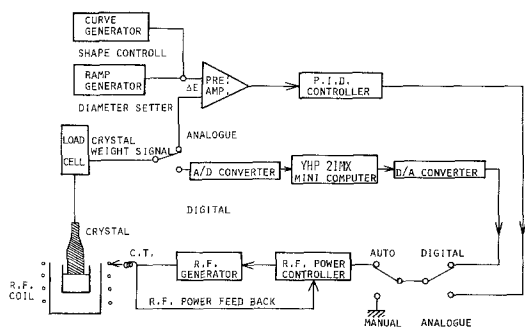 CURVE
GENERATOR
SHAPE CONTROLL
RAMP
GENERATOR
DIAMETER SETTER
ΔE
PRE.
AMP.
P.I.D.
CONTROLLER
LOAD
CELL
CRYSTAL
WEIGHT SIGNAL
ANALOGUE
A/D CONVERTER
YHP 21MX
MINI COMPUTER
D/A CONVERTER
DIGITAL
CRYSTAL
C.T.
R.F.
GENERATOR
R.F. POWER
CONTROLLER
AUTO
DIGITAL
R.F.
COIL
R.F. POWER FEED BACK
MANUAL
ANALOGUE